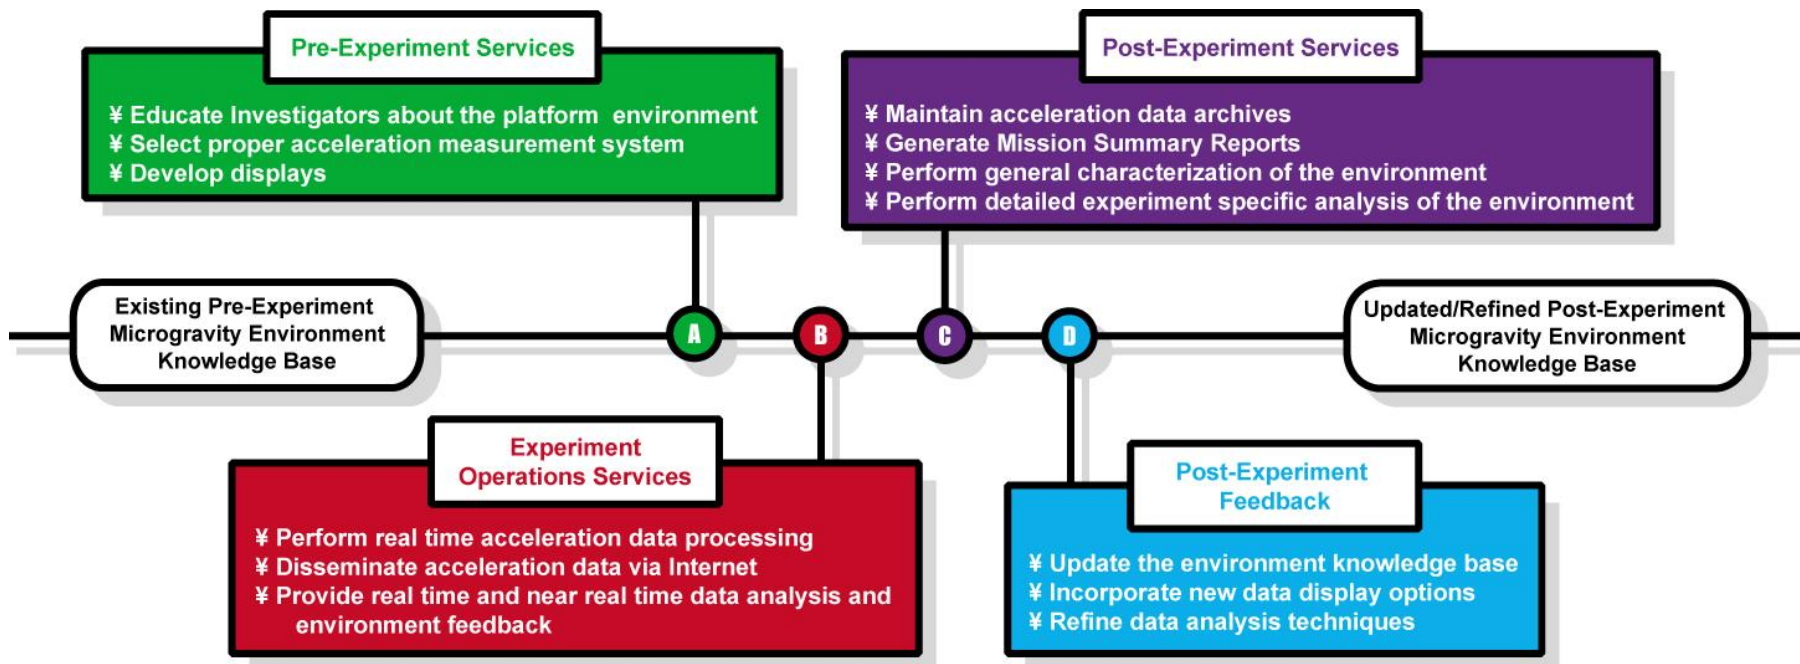 Pre-Experiment Services
¥ Educate Investigators about the platform environment
¥ Select proper acceleration measurement system
¥ Develop displays
Post-Experiment Services
¥ Maintain acceleration data archives
¥ Generate Mission Summary Reports
¥ Perform general characterization of the environment
¥ Perform detailed experiment specific analysis of the environment
Existing Pre-Experiment
Microgravity Environment
Knowledge Base
A
B
C
D
Updated/Refined Post-Experiment
Microgravity Environment
Knowledge Base
Experiment
Operations Services
¥ Perform real time acceleration data processing
¥ Disseminate acceleration data via Internet
¥ Provide real time and near real time data analysis and
environment feedback
Post-Experiment
Feedback
¥ Update the environment knowledge base
¥ Incorporate new data display options
¥ Refine data analysis techniques